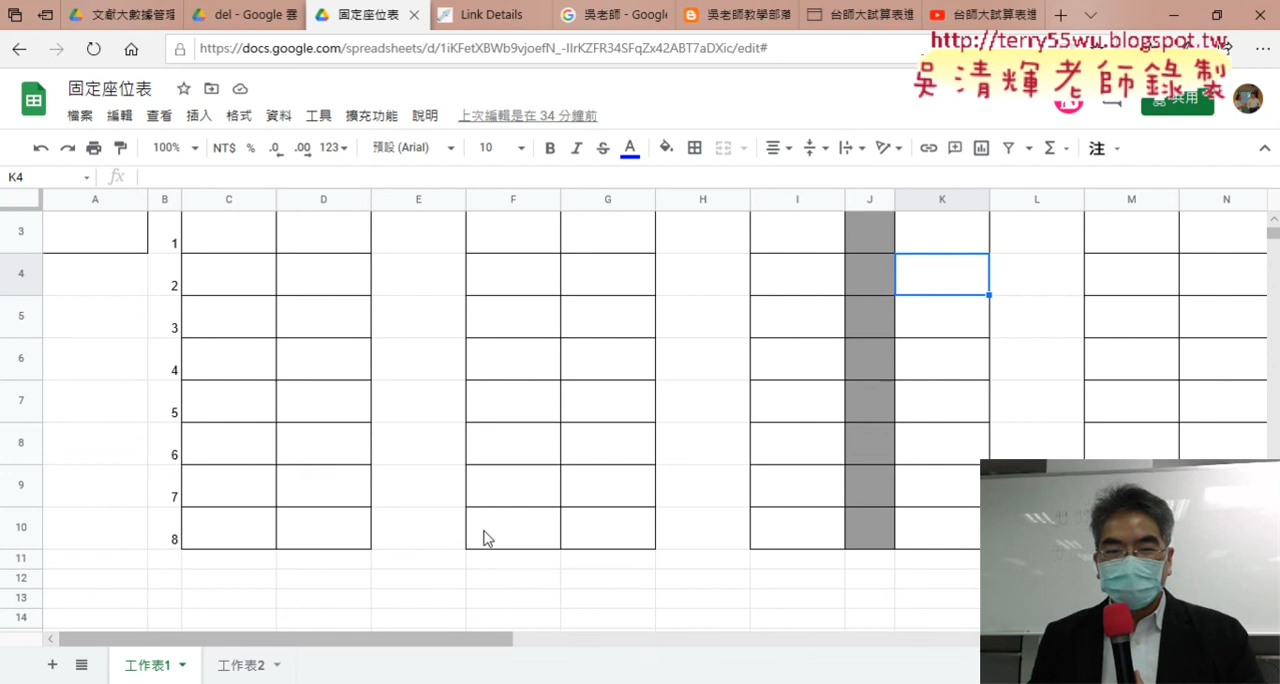 文獻大數據管理
del - Google 雲
固定座位表
Link Details
吳老師 - Google
吳老師教學部落
台師大試算表進
台師大試算表進
https://docs.google.com/spreadsheets/d/1iKFetXBWb9vjoefN_-IIrKZFR34SFqZx42ABT7aDXic/edit#
http://terry55wu.blogspot.tw
吳清輝老師錄製
固定座位表
共用
檔案 編輯 查看 插入 格式 資料 工具 擴充功能 說明 上次編輯是在 34 分鐘前
100% NT$ % .0 .00 123 預設 (Arial) 10 B I S A Σ 注
K4 fx
A B C D E F G H I J K L M N
3 1
4 2
5 3
6 4
7 5
8 6
9 7
10 8
11
12
13
14
工作表1 工作表2